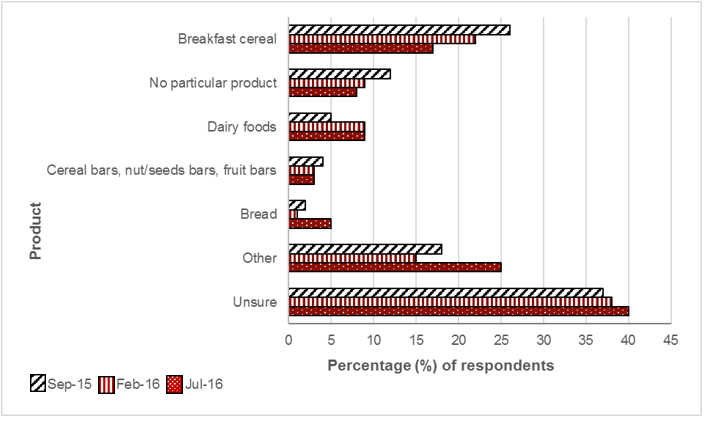 Breakfast cereal
No particular product
Dairy foods
Cereal bars, nut/seeds bars, fruit bars
Bread
Other
Unsure
Product
0 5 10 15 20 25 30 35 40 45
Percentage (%) of respondents
Sep-15 Feb-16 Jul-16